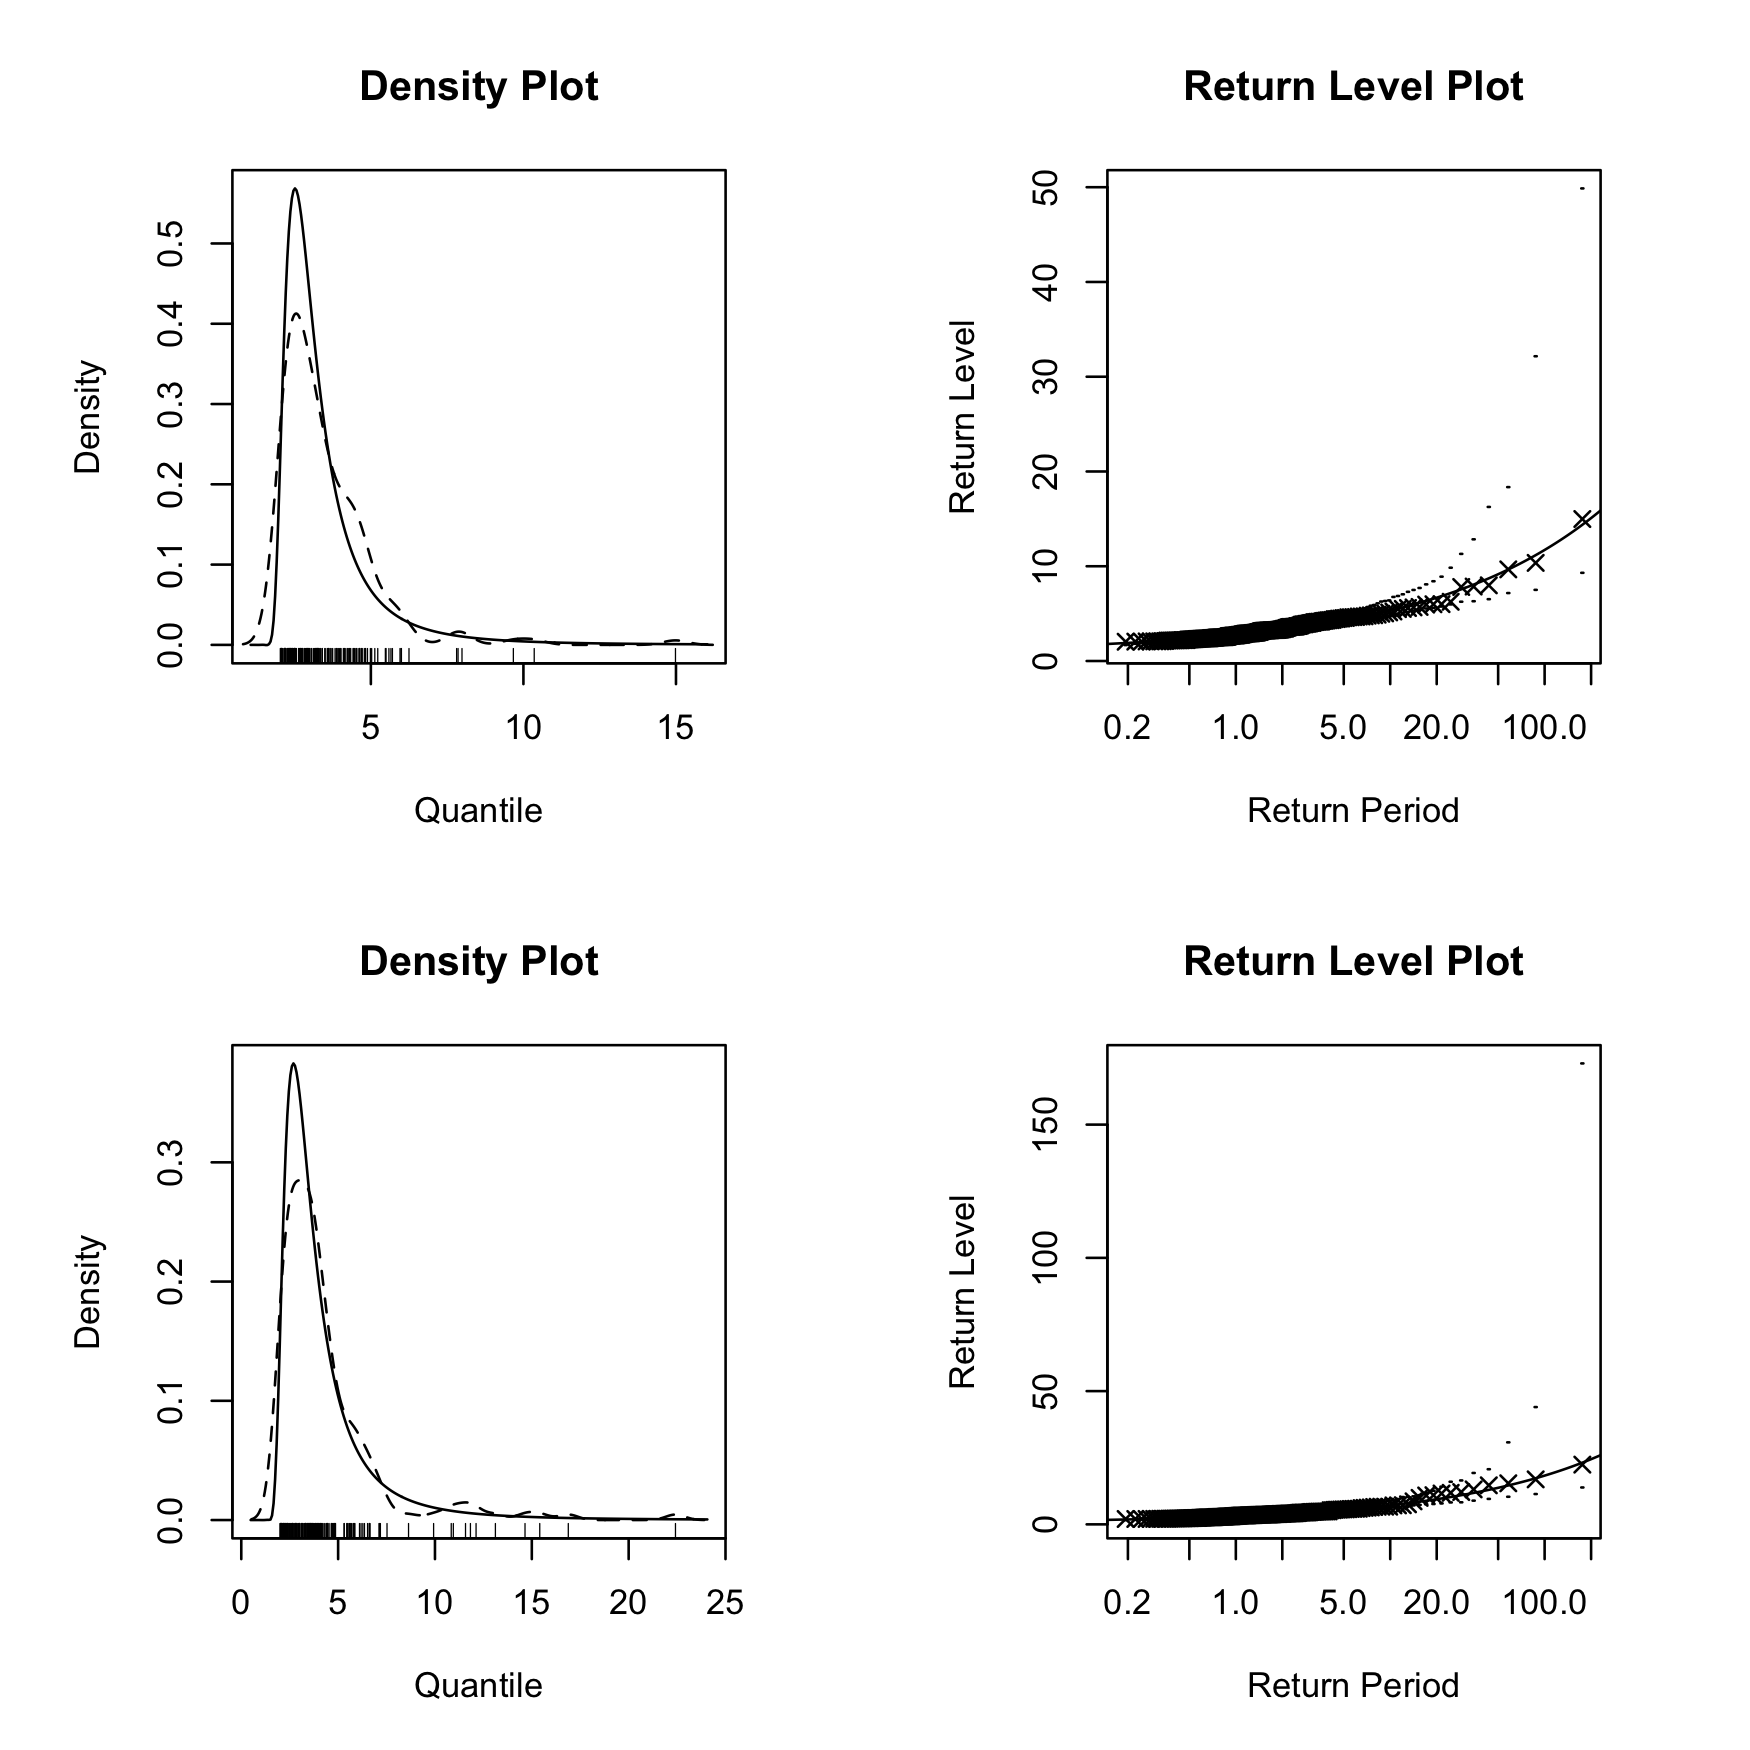 Density Plot
Density
0.0 0.1 0.2 0.3 0.4 0.5
5 10 15
Quantile
Return Level Plot
Return Level
0 10 20 30 40 50
0.2 1.0 5.0 20.0 100.0
Return Period
Density Plot
Density
0.0 0.1 0.2 0.3
0 5 10 15 20 25
Quantile
Return Level Plot
Return Level
0 50 100 150
0.2 1.0 5.0 20.0 100.0
Return Period